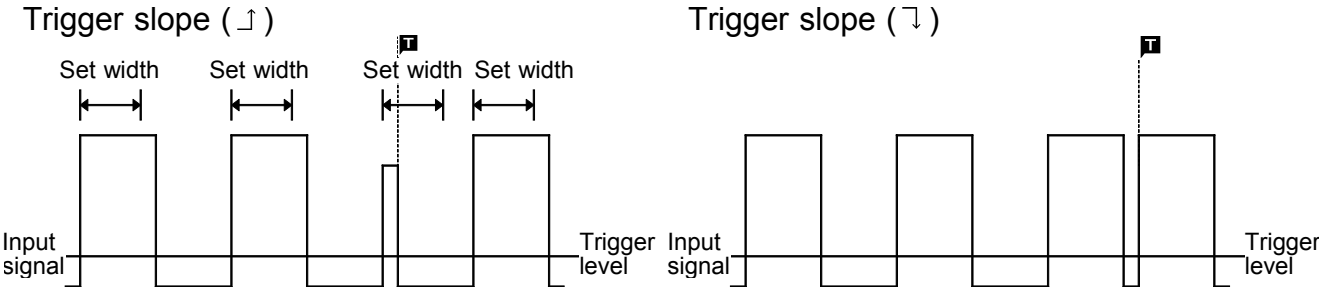 Trigger slope (⮥)
T
Set width
Set width
Set width
Set width
Input
signal
Trigger
level
Trigger slope (⮧)
T
Input
signal
Trigger
level